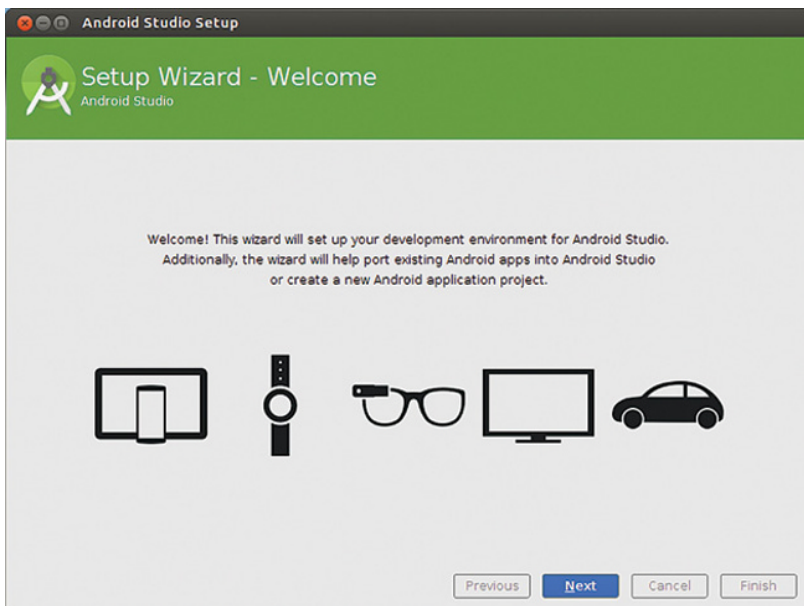 Android Studio Setup
Setup Wizard - Welcome
Android Studio
Welcome! This wizard will set up your development environment for Android Studio.
Additionally, the wizard will help port existing Android apps into Android Studio
or create a new Android application project.
Previous Next Cancel Finish